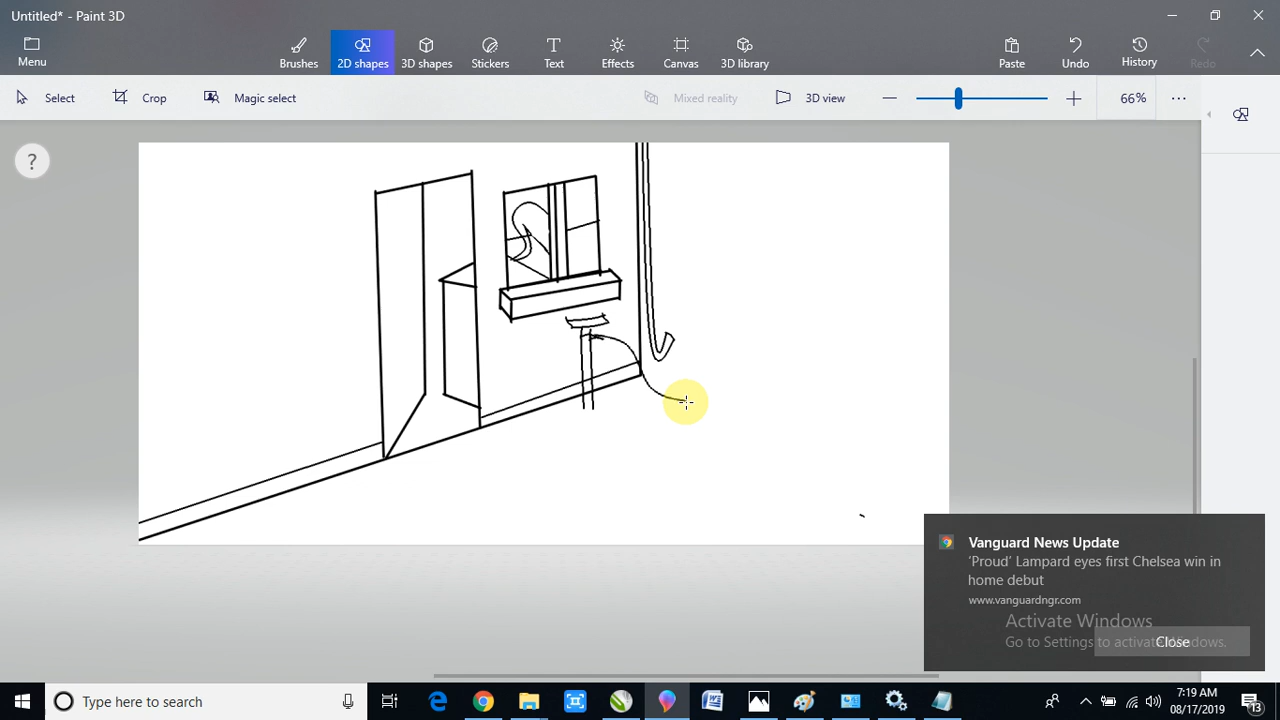 Untitled* - Paint 3D
Menu
Brushes
2D shapes
3D shapes
Stickers
Text
Effects
Canvas
3D library
Paste
Undo
History
Redo
Select
Crop
Magic select
Mixed reality
3D view
66%
?
Vanguard News Update
'Proud' Lampard eyes first Chelsea win in
home debut
www.vanguardngr.com
Activate Windows
Go to Settings to activate Windows.
Close
Type here to search
7:19 AM
08/17/2019
13